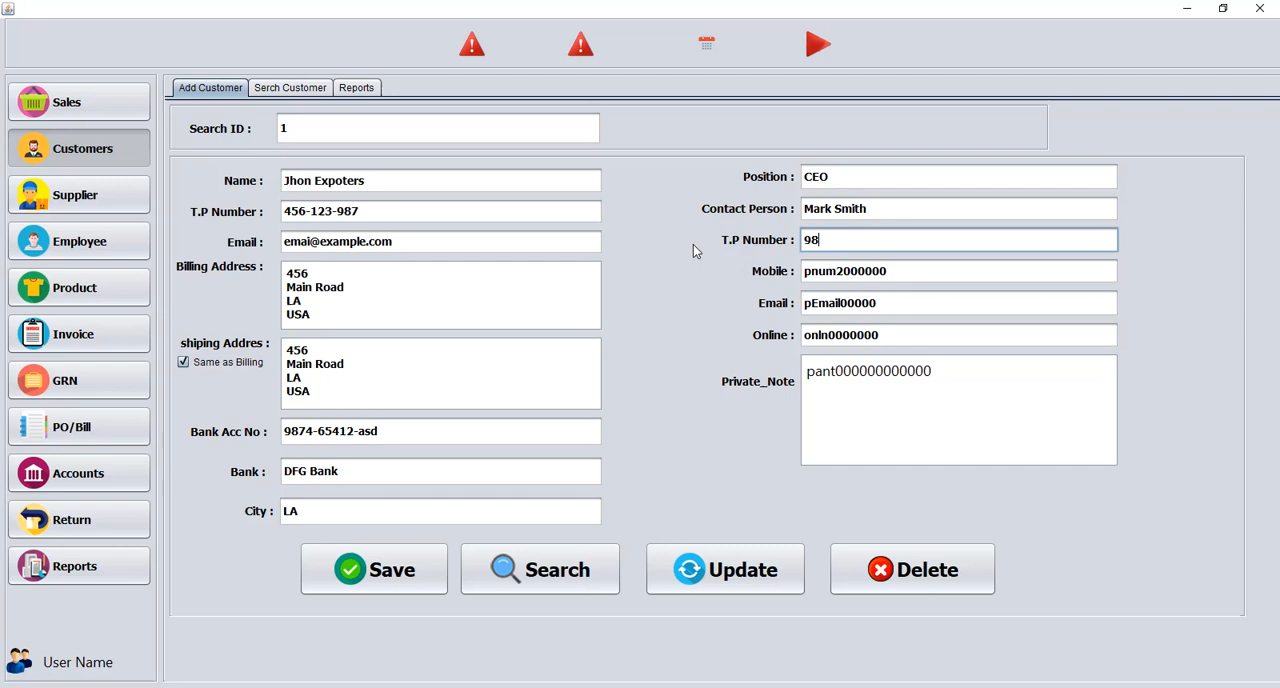 Add Customer Serch Customer Reports
Sales
Customers
Supplier
Employee
Product
Invoice
GRN
PO/Bill
Accounts
Return
Reports
User Name
Search ID : 1
Name : Jhon Expoters
T.P Number : 456-123-987
Email : emai@example.com
Billing Address : 456
Main Road
LA
USA
shiping Addres : 456
Same as Billing Main Road
LA
USA
Bank Acc No : 9874-65412-asd
Bank : DFG Bank
City : LA
Position : CEO
Contact Person : Mark Smith
T.P Number : 98
Mobile : pnum2000000
Email : pEmail00000
Online : onln0000000
Private_Note pant000000000000
Save Search Update Delete